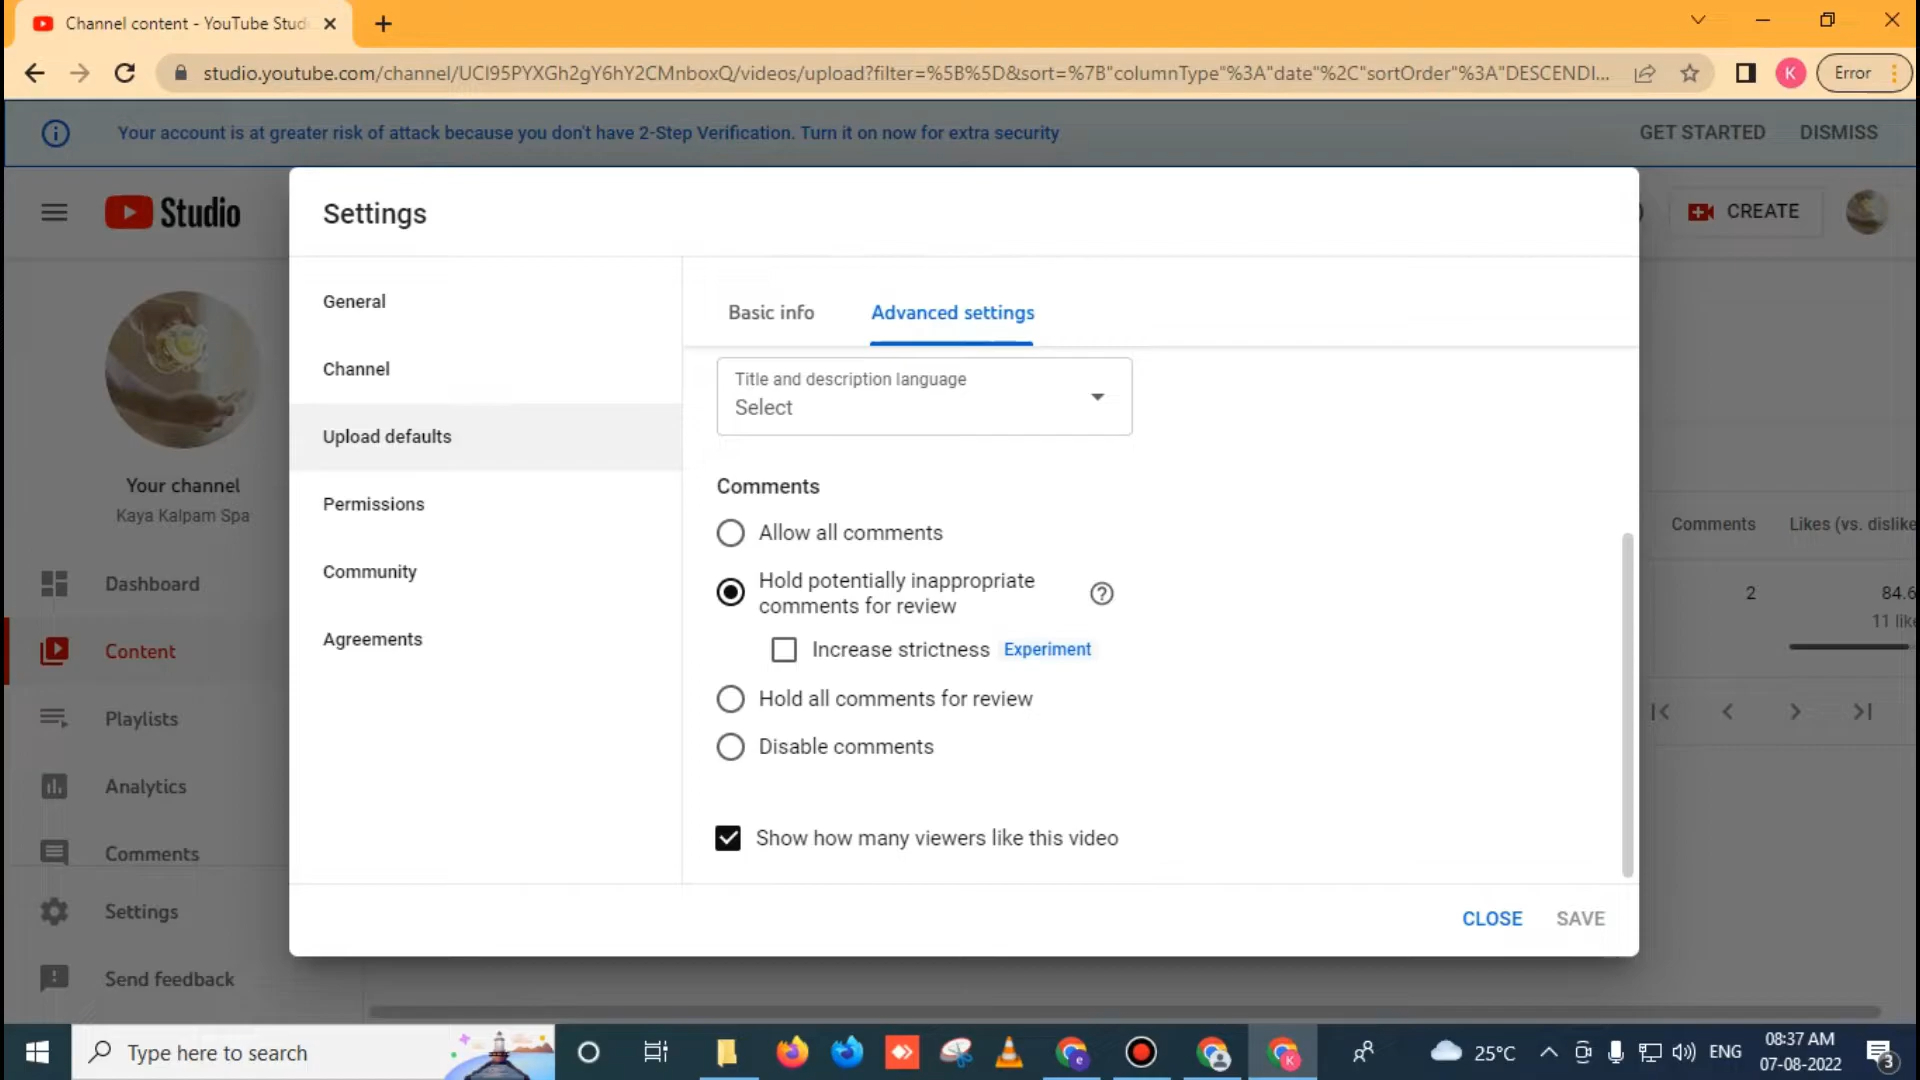 Channel content - YouTube Stud
studio.youtube.com/channel/UCI95PYXGh2gY6hY2CMnboxQ/videos/upload?filter=%5B%5D&sort=%7B"columnType"%3A"date"%2C"sortOrder"%3A"DESCENDI...
K
Error
Your account is at greater risk of attack because you don't have 2-Step Verification. Turn it on now for extra security
GET STARTED
DISMISS
Studio
CREATE
Settings
General
Channel
Upload defaults
Permissions
Community
Agreements
Basic info
Advanced settings
Title and description language
Select
Comments
Allow all comments
Hold potentially inappropriate
comments for review
Increase strictness Experiment
Hold all comments for review
Disable comments
Show how many viewers like this video
CLOSE
SAVE
Your channel
Kaya Kalpam Spa
Dashboard
Content
Playlists
Analytics
Comments
Settings
Send feedback
Comments
Likes (vs. dislike
2
84.6
11 like
Type here to search
25°C
ENG
08:37 AM
07-08-2022
3